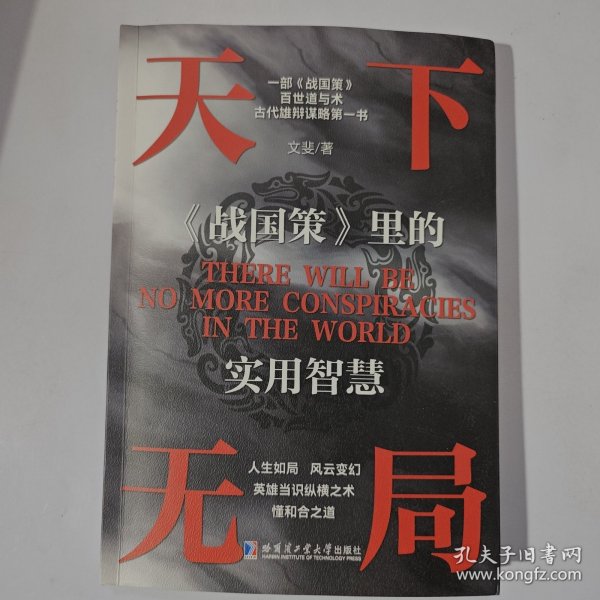 天下
一部《战国策》
百世道与术
古代雄辩谋略第一书
文斐/著
《战国策》里的
THERE WILL BE
NO MORE CONSPIRACIES
IN THE WORLD
实用智慧
无局
人生如局 风云变幻
英雄当识纵横之术
懂和合之道
哈尔滨工业大学出版社
HARBIN INSTITUTE OF TECHNOLOGY PRESS
孔夫子旧书网
www.kongfz.com